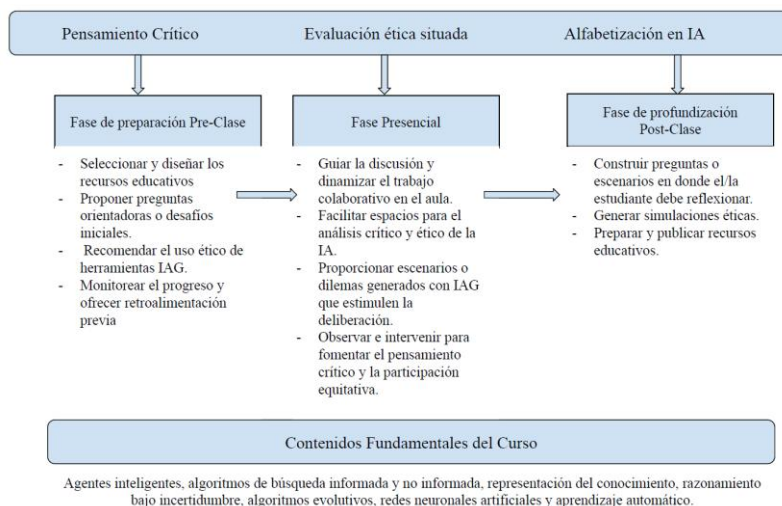 Pensamiento Crítico
Evaluación ética situada
Alfabetización en IA
Fase de preparación Pre-Clase
- Seleccionar y diseñar los
recursos educativos
- Proponer preguntas
orientadoras o desafíos
iniciales.
- Recomendar el uso ético de
herramientas IAG.
- Monitorear el progreso y
ofrecer retroalimentación
previa
Fase Presencial
- Guiar la discusión y
dinamizar el trabajo
colaborativo en el aula.
- Facilitar espacios para el
análisis crítico y ético de la
IA.
- Proporcionar escenarios o
dilemas generados con IAG
que estimulen la
deliberación.
- Observar e intervenir para
fomentar el pensamiento
crítico y la participación
equitativa.
Fase de profundización
Post-Clase
- Construir preguntas o
escenarios en donde el/la
estudiante debe reflexionar.
- Generar simulaciones éticas.
- Preparar y publicar recursos
educativos.
Contenidos Fundamentales del Curso
Agentes inteligentes, algoritmos de búsqueda informada y no informada, representación del conocimiento, razonamiento
bajo incertidumbre, algoritmos evolutivos, redes neuronales artificiales y aprendizaje automático.